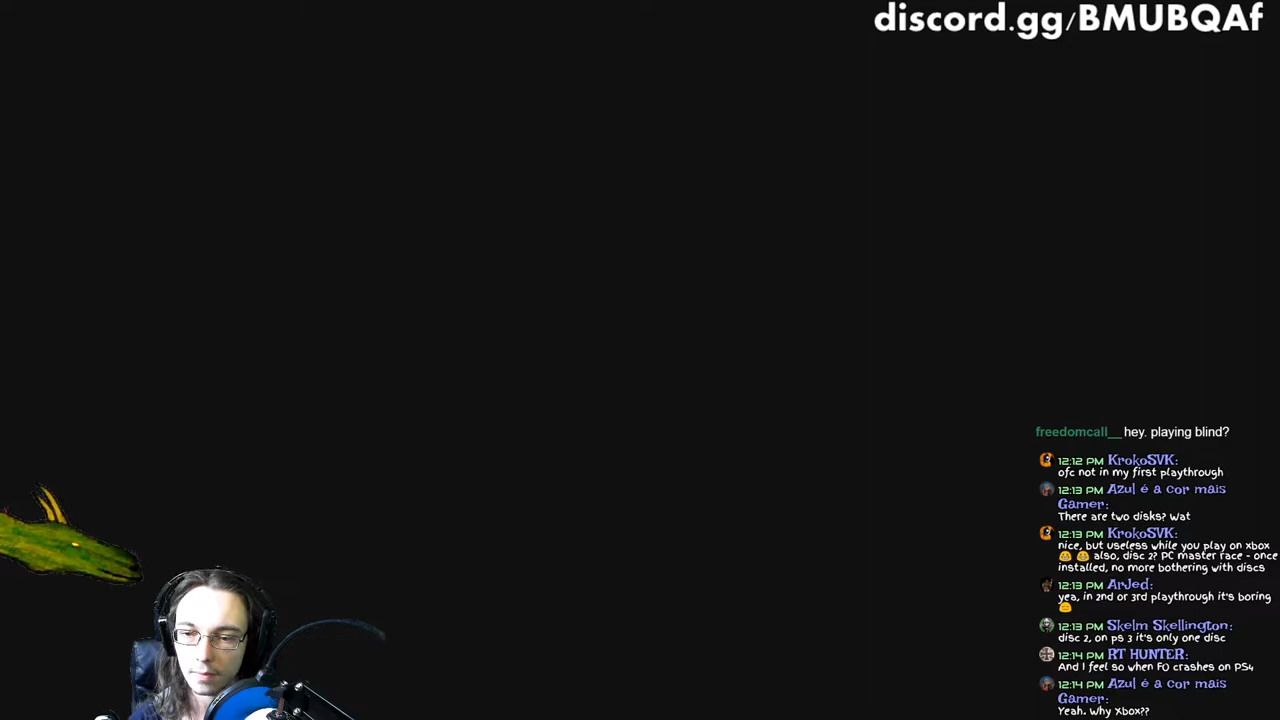 discord.gg/BMUBQAf
freedomcall__ hey. playing blind?
12:12 PM KrokoSVK:
ofc not in my first playthrough
12:13 PM Azul é a cor mais
Gamer:
There are two disks? Wat
12:13 PM KrokoSVK:
nice, but useless while you play on xbox
also, disc 2? PC master race - once
installed, no more bothering with discs
12:13 PM ArJed:
yea, in 2nd or 3rd playthrough it's boring
12:13 PM Skelm Skellington:
disc 2, on ps 3 it's only one disc
12:14 PM RT HUNTER:
And I feel so when FO crashes on PS4
12:14 PM Azul é a cor mais
Gamer:
Yeah. Why Xbox??